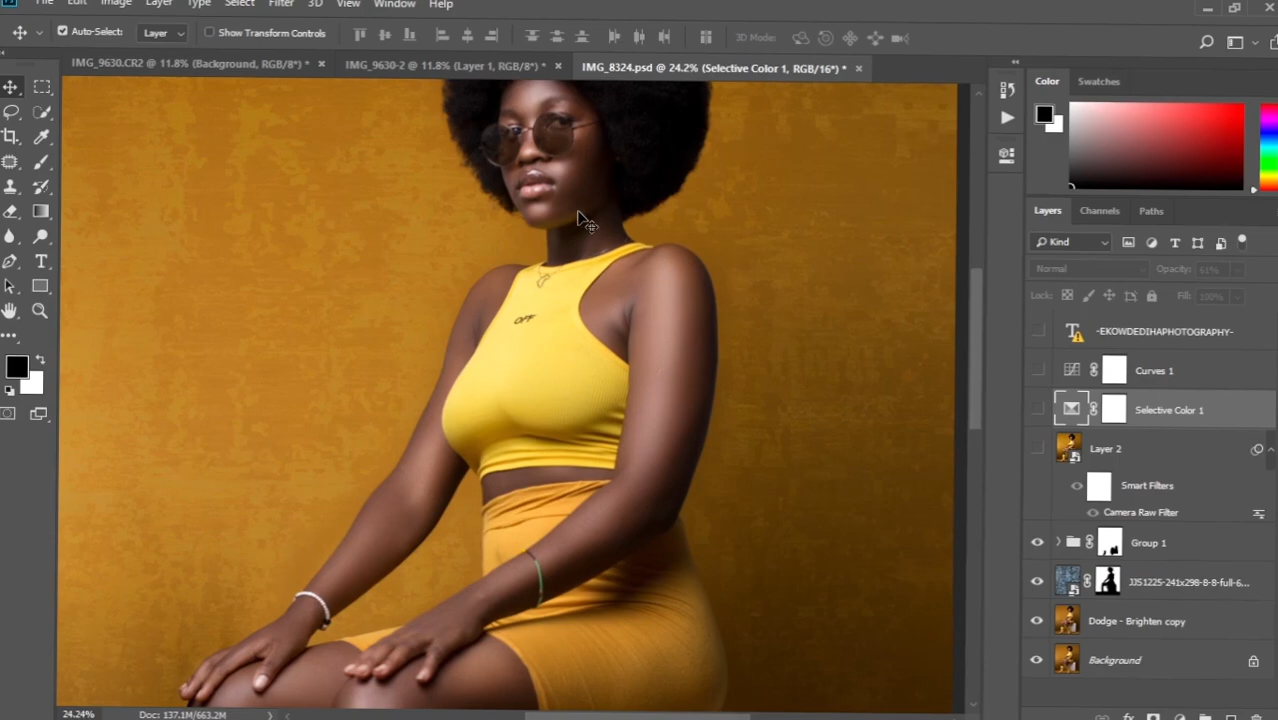 File Edit Image Layer Type Select Filter 3D View Window Help
Auto-Select: Layer Show Transform Controls 3D Mode:
IMG_9630.CR2 @ 11.8% (Background, RGB/8*) * × IMG_9630-2 @ 11.8% (Layer 1, RGB/8*) * × IMG_8324.psd @ 24.2% (Selective Color 1, RGB/16*) * ×
Color Swatches
OFF
Layers Channels Paths
Kind
Normal Opacity: 61%
Lock: Fill: 100%
-EKOWDEDIHAPHOTOGRAPHY-
Curves 1
Selective Color 1
Layer 2
Smart Filters
Camera Raw Filter
Group 1
JJS1225-241x298-8-8-full-6...
Dodge - Brighten copy
Background
24.24% Doc: 137.1M/663.2M